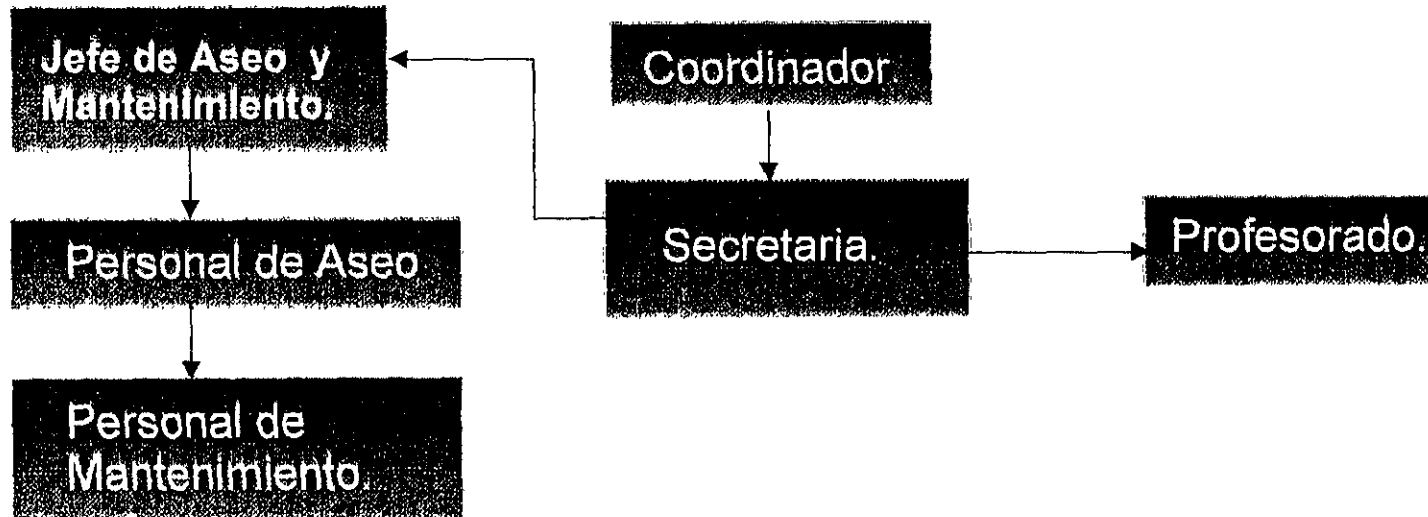 Jefe de Aseo y
Mantenimiento.
Coordinador.
Secretaria.
Profesorado.
Personal de Aseo
Personal de
Mantenimiento.